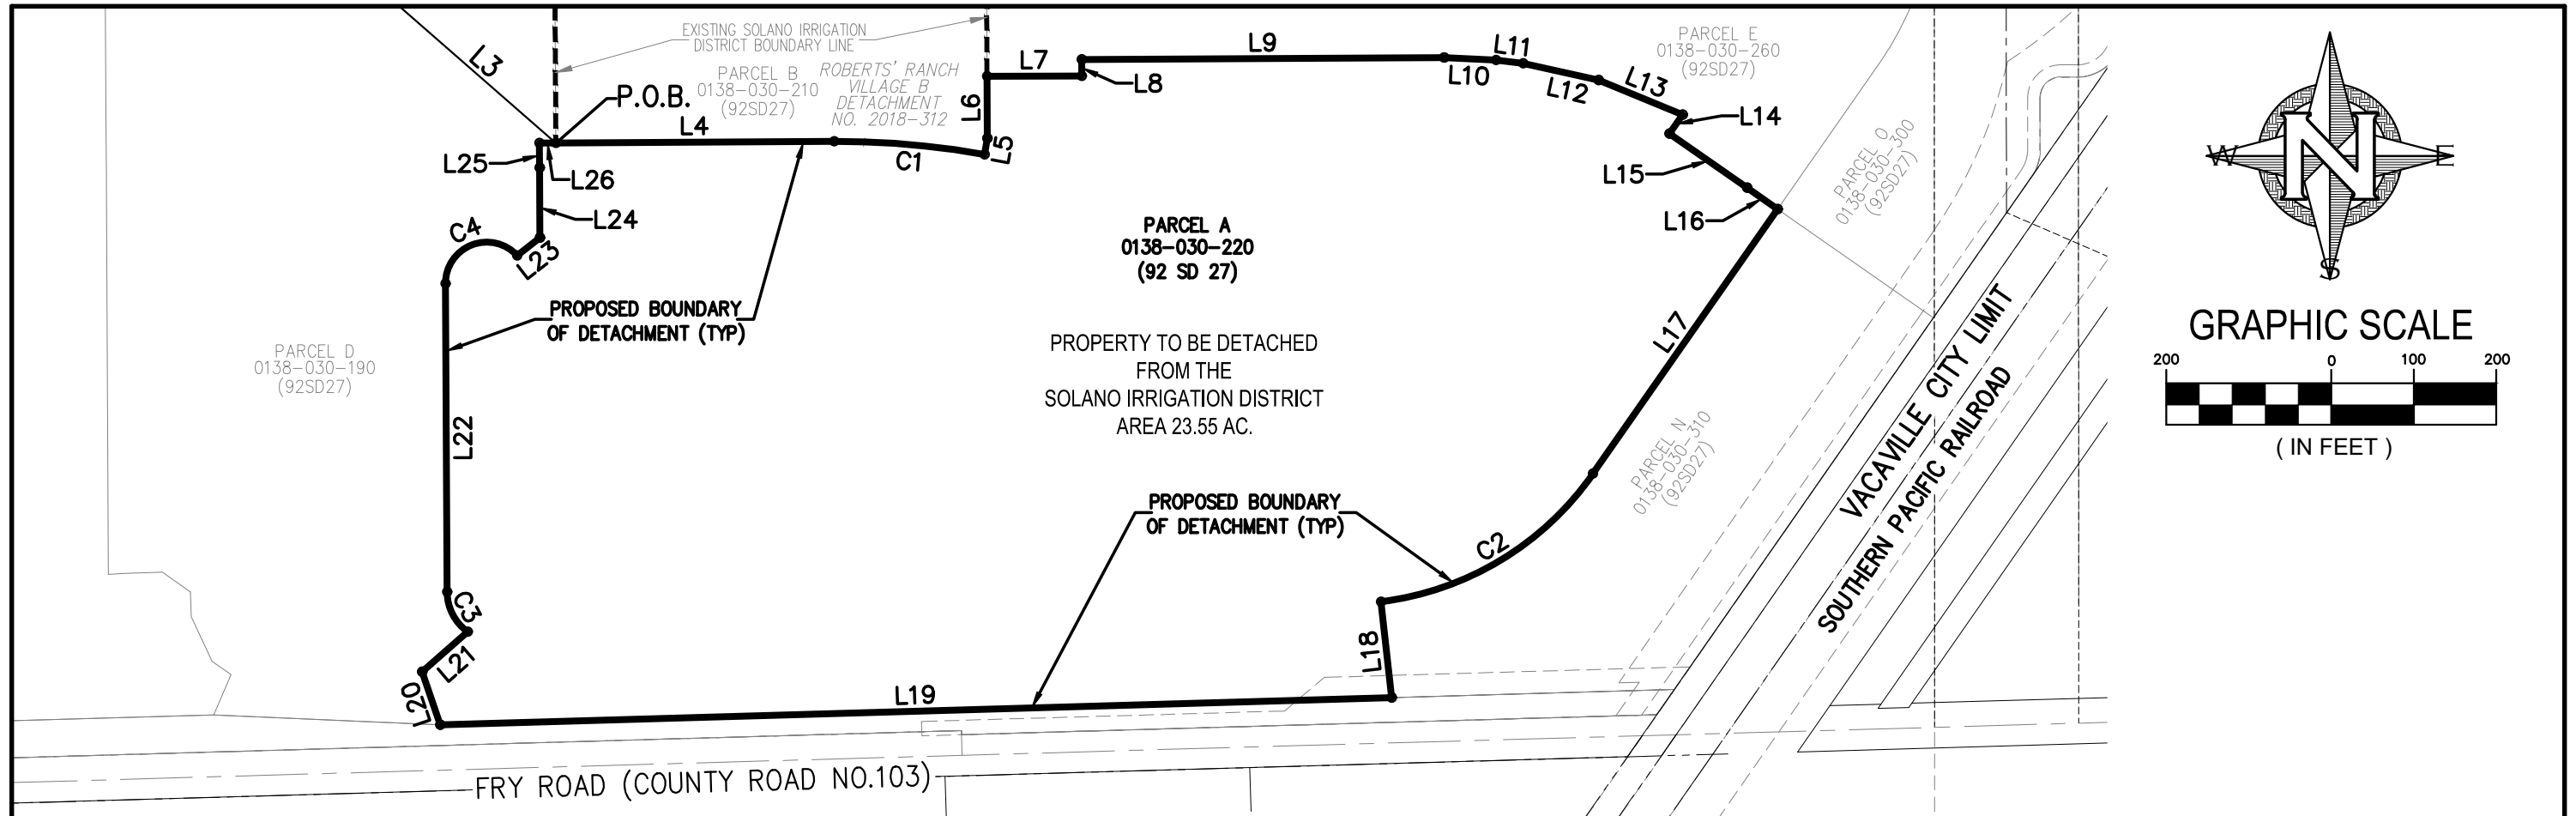 EXISTING SOLANO IRRIGATION
DISTRICT BOUNDARY LINE
L3
PARCEL B
0138-030-210
(92SD27)
ROBERTS' RANCH
VILLAGE B
DETACHMENT
NO. 2018-312
P.O.B.
L4
C1
L5
L6
L7
L8
L9
L10
L11
L12
L13
L14
L15
L16
PARCEL E
0138-030-260
(92SD27)
PARCEL O
0138-030-300
(92SD27)
L25
L26
L24
C4
L23
PARCEL A
0138-030-220
(92 SD 27)
PROPOSED BOUNDARY
OF DETACHMENT (TYP)
PARCEL D
0138-030-190
(92SD27)
PROPERTY TO BE DETACHED
FROM THE
SOLANO IRRIGATION DISTRICT
AREA 23.55 AC.
L17
L22
PARCEL N
0138-030-310
(92SD27)
VACAVILLE CITY LIMIT
SOUTHERN PACIFIC RAILROAD
PROPOSED BOUNDARY
OF DETACHMENT (TYP)
C2
C3
L18
L21
L20
L19
FRY ROAD (COUNTY ROAD NO.103)
N
W
E
S
GRAPHIC SCALE
200 0 100 200
( IN FEET )